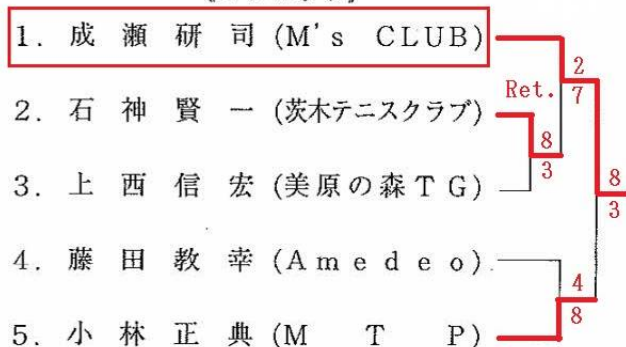 1. 成瀬研司 (M's CLUB)
2
Ret.
7
2. 石神賢一 (茨木テニスクラブ)
8
3
8
3
3. 上西信宏 (美原の森TG)
4. 藤田教幸 (Amedeo)
4
8
5. 小林正典 (MTP)